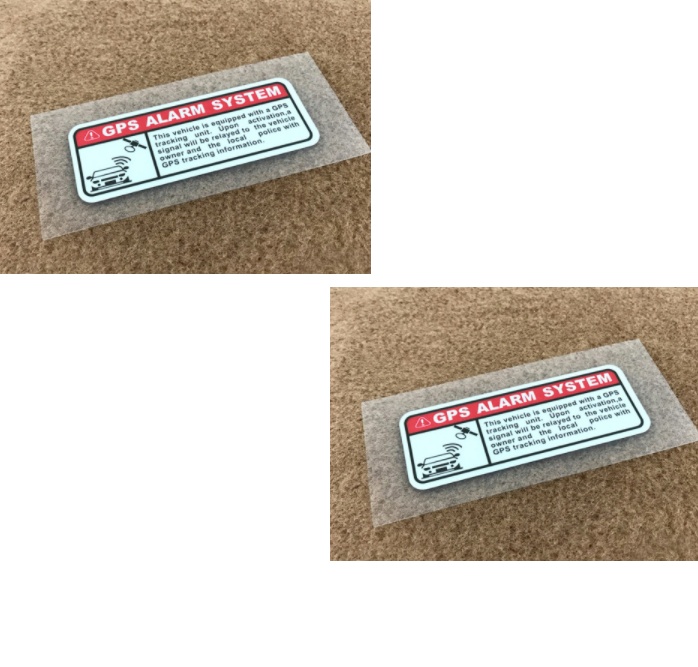 GPS ALARM SYSTEM
This vehicle is equipped with a GPS
tracking unit. Upon activation,a
signal will be relayed to the vehicle
owner and the local police with
GPS tracking information.
GPS ALARM SYSTEM
This vehicle is equipped with a GPS
tracking unit. Upon activation,a
signal will be relayed to the vehicle
owner and the local police with
GPS tracking information.